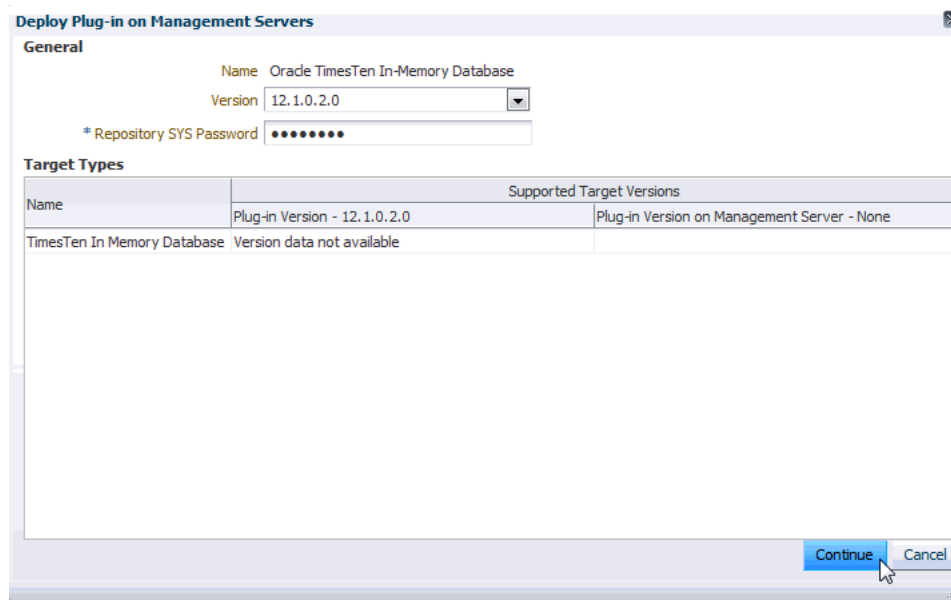 Deploy Plug-in on Management Servers
General
Name Oracle TimesTen In-Memory Database
Version 12.1.0.2.0
* Repository SYS Password ●●●●●●●●
Target Types
Name
Supported Target Versions
Plug-in Version - 12.1.0.2.0 Plug-in Version on Management Server - None
TimesTen In Memory Database Version data not available
Continue Cancel